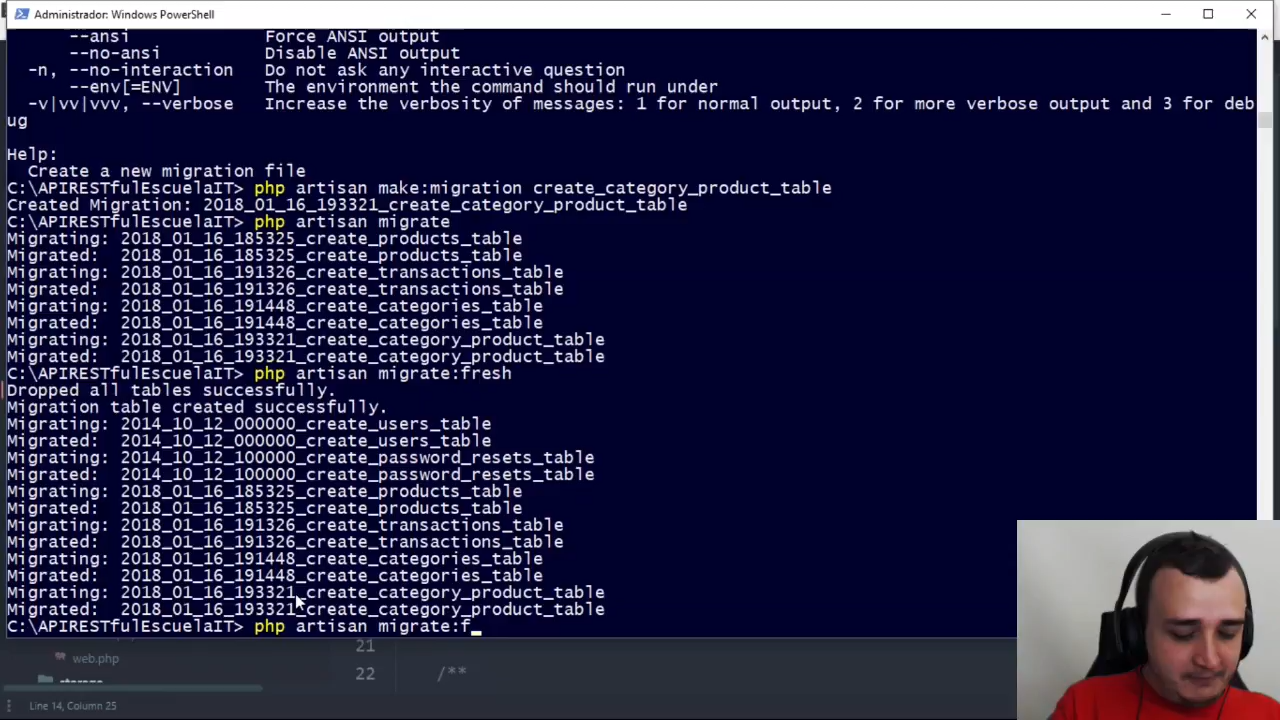 Administrador: Windows PowerShell
--ansi Force ANSI output
--no-ansi Disable ANSI output
-n, --no-interaction Do not ask any interactive question
--env[=ENV] The environment the command should run under
-v|vv|vvv, --verbose Increase the verbosity of messages: 1 for normal output, 2 for more verbose output and 3 for deb
ug
Help:
Create a new migration file
C:\APIRESTfulEscuelaIT> php artisan make:migration create_category_product_table
Created Migration: 2018_01_16_193321_create_category_product_table
C:\APIRESTfulEscuelaIT> php artisan migrate
Migrating: 2018_01_16_185325_create_products_table
Migrated: 2018_01_16_185325_create_products_table
Migrating: 2018_01_16_191326_create_transactions_table
Migrated: 2018_01_16_191326_create_transactions_table
Migrating: 2018_01_16_191448_create_categories_table
Migrated: 2018_01_16_191448_create_categories_table
Migrating: 2018_01_16_193321_create_category_product_table
Migrated: 2018_01_16_193321_create_category_product_table
C:\APIRESTfulEscuelaIT> php artisan migrate:fresh
Dropped all tables successfully.
Migration table created successfully.
Migrating: 2014_10_12_000000_create_users_table
Migrated: 2014_10_12_000000_create_users_table
Migrating: 2014_10_12_100000_create_password_resets_table
Migrated: 2014_10_12_100000_create_password_resets_table
Migrating: 2018_01_16_185325_create_products_table
Migrated: 2018_01_16_185325_create_products_table
Migrating: 2018_01_16_191326_create_transactions_table
Migrated: 2018_01_16_191326_create_transactions_table
Migrating: 2018_01_16_191448_create_categories_table
Migrated: 2018_01_16_191448_create_categories_table
Migrating: 2018_01_16_193321_create_category_product_table
Migrated: 2018_01_16_193321_create_category_product_table
C:\APIRESTfulEscuelaIT> php artisan migrate:f_
21
web.php
22 /**
storage
Line 14, Column 25